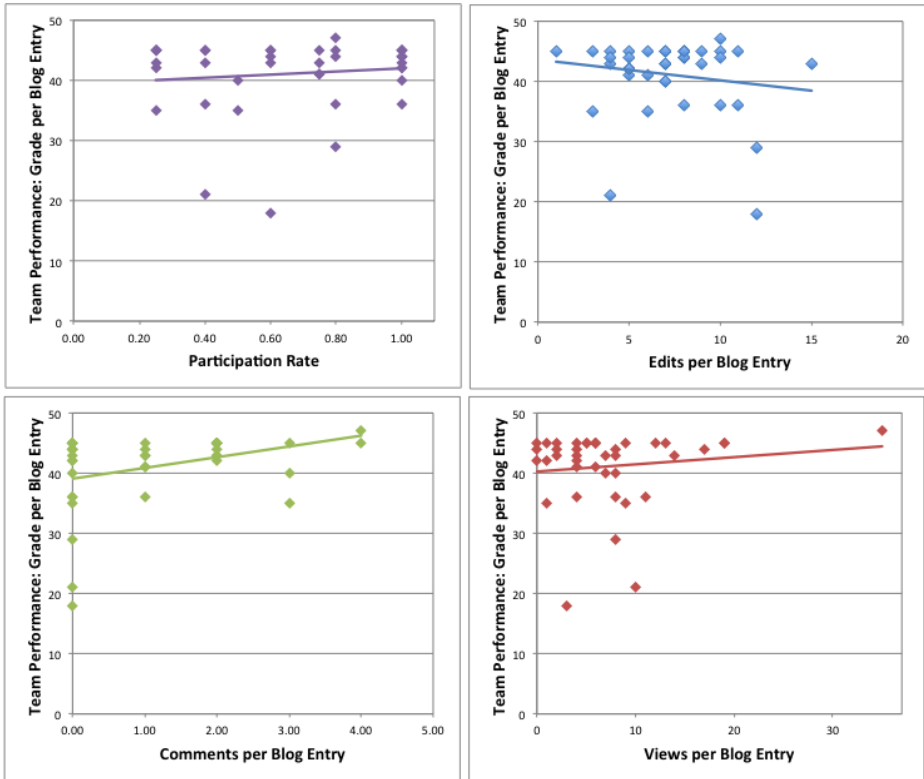 Team Performance: Grade per Blog Entry
50
40
30
20
10
0
0.00 0.20 0.40 0.60 0.80 1.00
Participation Rate
Team Performance: Grade per Blog Entry
50
40
30
20
10
0
0 5 10 15 20
Edits per Blog Entry
Team Performance: Grade per Blog Entry
50
40
30
20
10
0
0.00 1.00 2.00 3.00 4.00 5.00
Comments per Blog Entry
Team Performance: Grade per Blog Entry
50
40
30
20
10
0
0 10 20 30
Views per Blog Entry